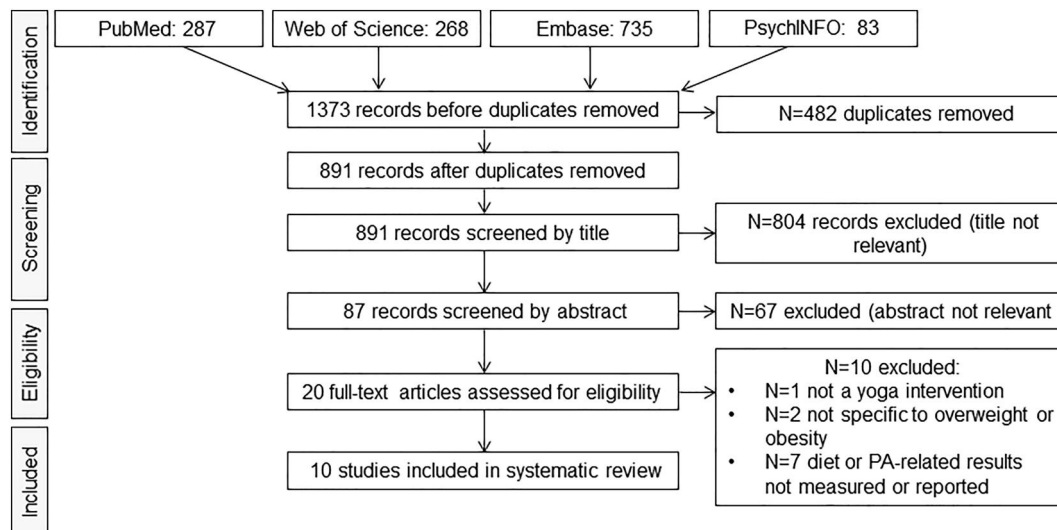 PubMed: 287
Web of Science: 268
Embase: 735
PsychINFO: 83
Identification
1373 records before duplicates removed
N=482 duplicates removed
891 records after duplicates removed
Screening
891 records screened by title
N=804 records excluded (title not
relevant)
87 records screened by abstract
N=67 excluded (abstract not relevant
Eligibility
20 full-text articles assessed for eligibility
N=10 excluded:
• N=1 not a yoga intervention
• N=2 not specific to overweight or
obesity
• N=7 diet or PA-related results
not measured or reported
Included
10 studies included in systematic review